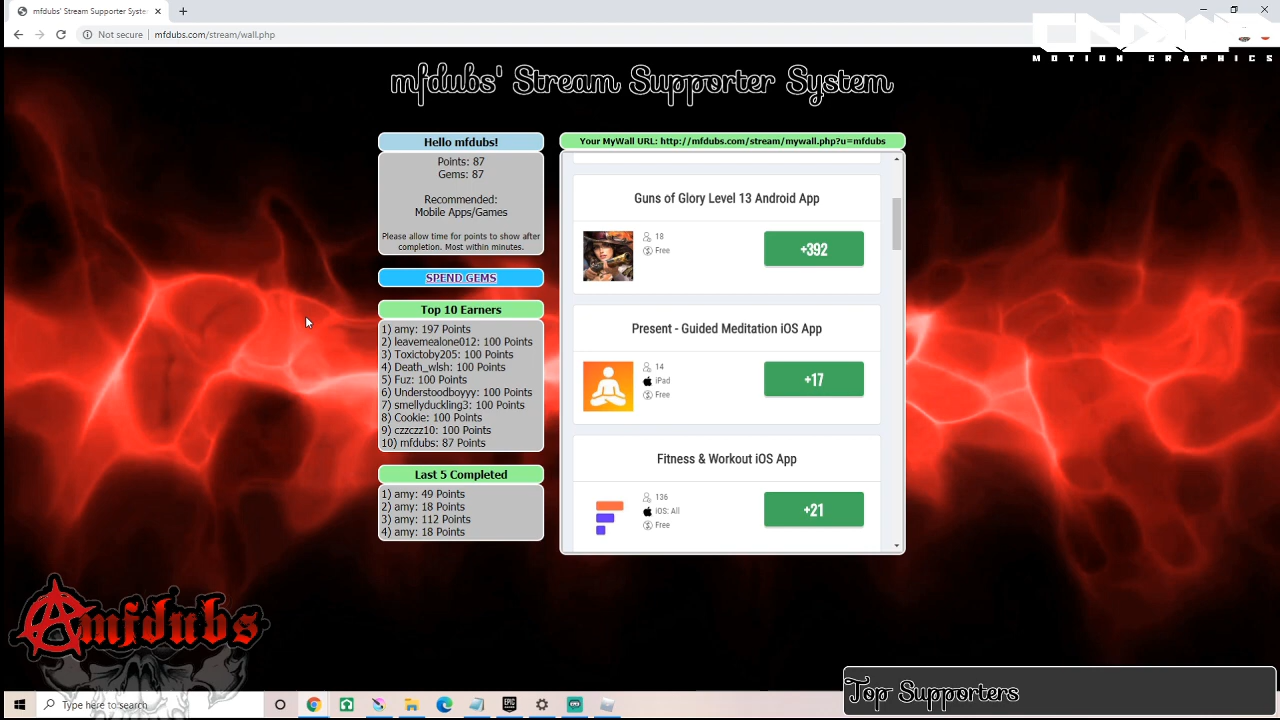 mfdubs' Stream Supporter Syste
Not secure
mfdubs.com/stream/wall.php
MOTION GRAPHICS
mfdubs' Stream Supporter System
Hello mfdubs!
Points: 87
Gems: 87
Recommended:
Mobile Apps/Games
Please allow time for points to show after
completion. Most within minutes.
SPEND GEMS
Top 10 Earners
1) amy: 197 Points
2) leavemealone012: 100 Points
3) Toxictoby205: 100 Points
4) Death_wlsh: 100 Points
5) Fuz: 100 Points
6) Understoodboyyy: 100 Points
7) smellyduckling3: 100 Points
8) Cookie: 100 Points
9) czzczz10: 100 Points
10) mfdubs: 87 Points
Last 5 Completed
1) amy: 49 Points
2) amy: 18 Points
3) amy: 112 Points
4) amy: 18 Points
Your MyWall URL: http://mfdubs.com/stream/mywall.php?u=mfdubs
Guns of Glory Level 13 Android App
18
Free
+392
Present - Guided Meditation iOS App
14
iPad
Free
+17
Fitness & Workout iOS App
136
iOS: All
Free
+21
mfdubs
Top Supporters
Type here to search
EPIC